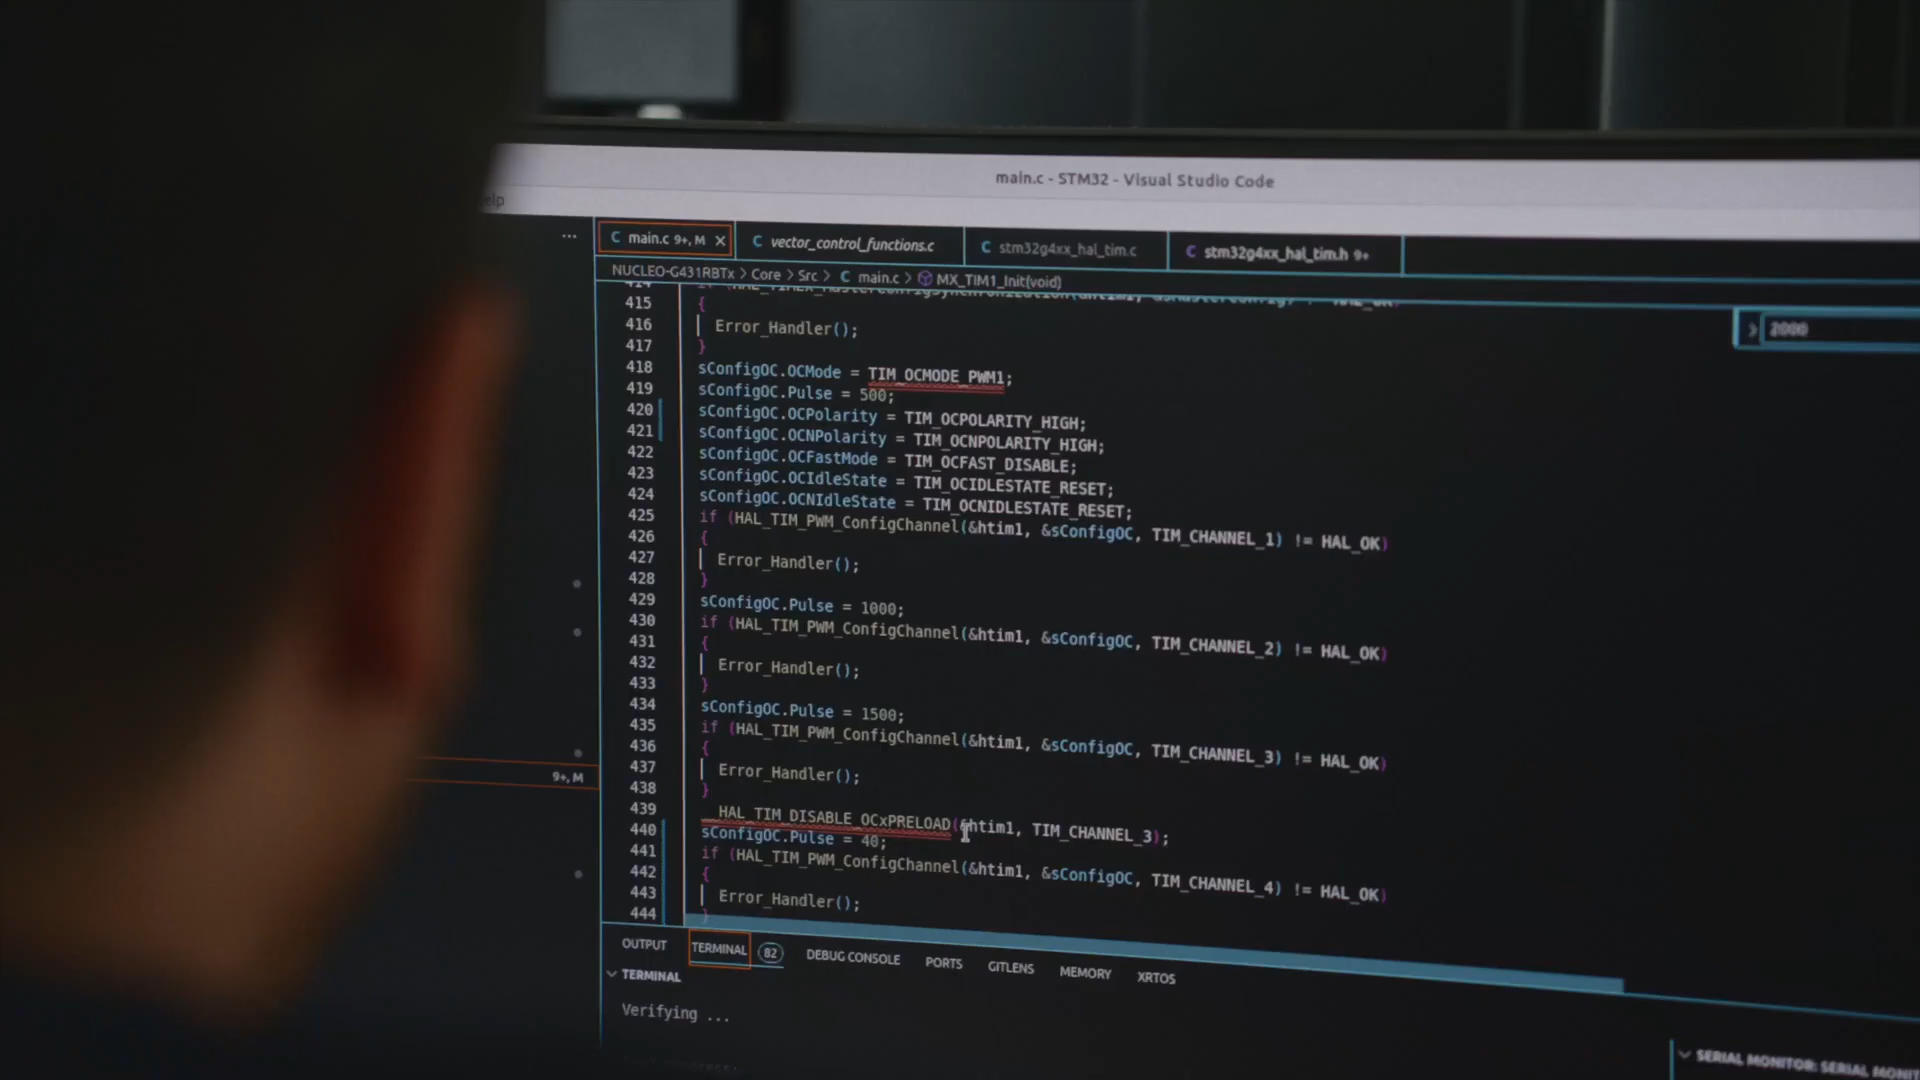 main.c - STM32 - Visual Studio Code
elp
... main.c 9+, M × vector_control_functions.c stm32g4xx_hal_tim.c stm32g4xx_hal_tim.h 9+
NUCLEO-G431RBTx > Core > Src > C main.c > MX_TIM1_Init(void)
2000
414
415 {
416 Error_Handler();
417 }
418 sConfigOC.OCMode = TIM_OCMODE_PWM1;
419 sConfigOC.Pulse = 500;
420 sConfigOC.OCPolarity = TIM_OCPOLARITY_HIGH;
421 sConfigOC.OCNPolarity = TIM_OCNPOLARITY_HIGH;
422 sConfigOC.OCFastMode = TIM_OCFAST_DISABLE;
423 sConfigOC.OCIdleState = TIM_OCIDLESTATE_RESET;
424 sConfigOC.OCNIdleState = TIM_OCNIDLESTATE_RESET;
425 if (HAL_TIM_PWM_ConfigChannel(&htim1, &sConfigOC, TIM_CHANNEL_1) != HAL_OK)
426 {
427 Error_Handler();
428 }
429 sConfigOC.Pulse = 1000;
430 if (HAL_TIM_PWM_ConfigChannel(&htim1, &sConfigOC, TIM_CHANNEL_2) != HAL_OK)
431 {
432 Error_Handler();
433 }
434 sConfigOC.Pulse = 1500;
435 if (HAL_TIM_PWM_ConfigChannel(&htim1, &sConfigOC, TIM_CHANNEL_3) != HAL_OK)
436 {
437 Error_Handler();
438 }
439 __HAL_TIM_DISABLE_OCxPRELOAD(&htim1, TIM_CHANNEL_3);
440 sConfigOC.Pulse = 40;
441 if (HAL_TIM_PWM_ConfigChannel(&htim1, &sConfigOC, TIM_CHANNEL_4) != HAL_OK)
442 {
443 Error_Handler();
444 }
9+, M
OUTPUT TERMINAL 82 DEBUG CONSOLE PORTS GITLENS MEMORY XRTOS
TERMINAL
Verifying ...
SERIAL MONITOR: SERIAL MONIT